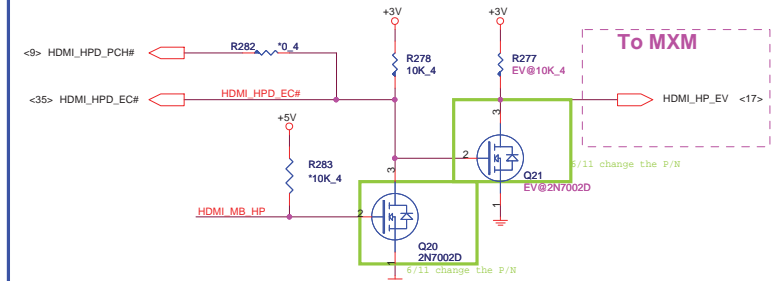 +3V
+3V
To MXM
<9> HDMI_HPD_PCH#
R282
*0_4
R278
10K_4
R277
EV@10K_4
<35> HDMI_HPD_EC#
HDMI_HPD_EC#
HDMI_HP_EV <17>
+5V
3
R283
*10K_4
2
3
6/11 change the P/N
Q21
EV@2N7002D
1
HDMI_MB_HP
2
Q20
2N7002D
1
6/11 change the P/N